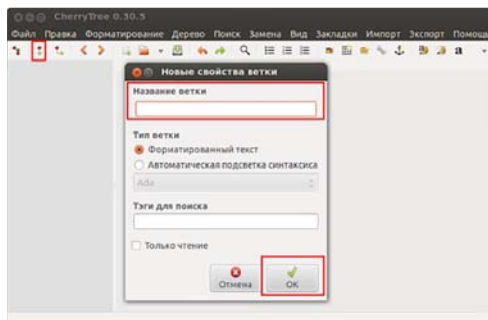 CherryTree 0.30.5
Файл Правка Форматирование Дерево Поиск Замена Вид Закладки Импорт Экспорт Помощь
Новые свойства ветки
Название ветки
Тип ветки
Форматированный текст
Автоматическая подсветка синтаксиса
Ada
Тэги для поиска
Только чтение
Отмена OK